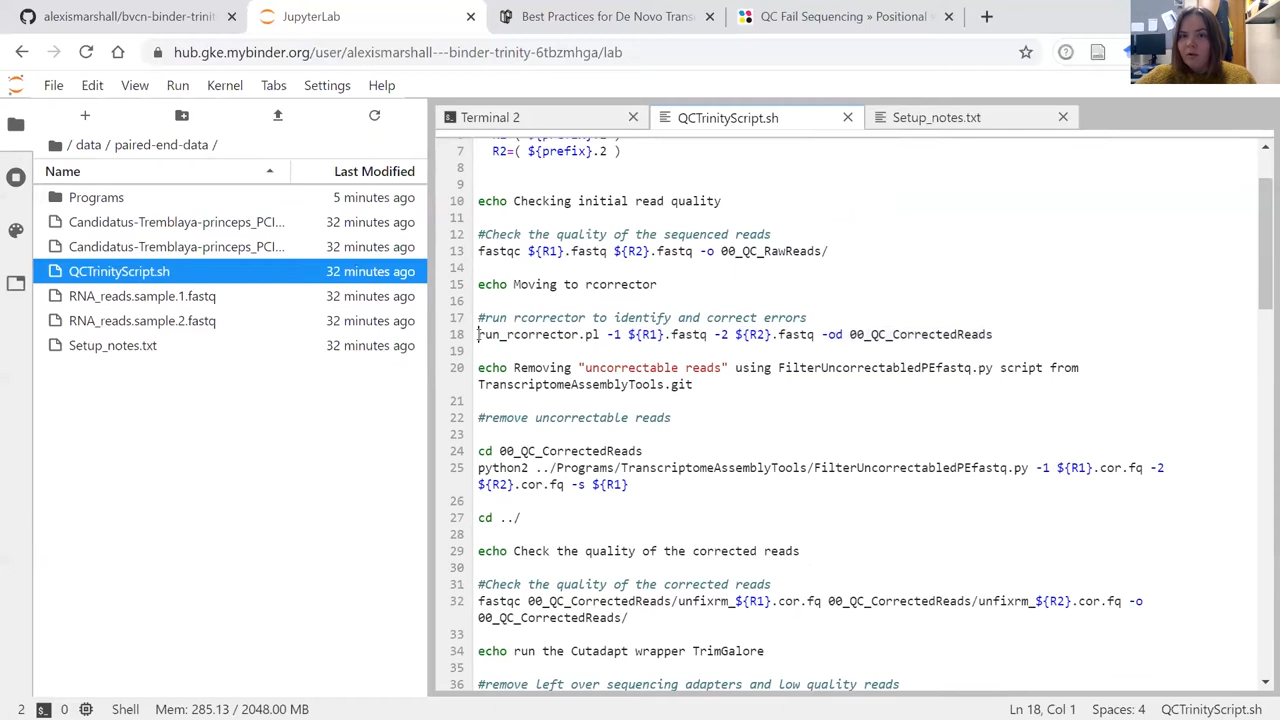 alexismarshall/bvcn-binder-trinit
JupyterLab
Best Practices for De Novo Trans
QC Fail Sequencing » Positional
hub.gke.mybinder.org/user/alexismarshall---binder-trinity-6tbzmhga/lab
File Edit View Run Kernel Tabs Settings Help
/ data / paired-end-data /
Name Last Modified
Programs 5 minutes ago
Candidatus-Tremblaya-princeps_PCI... 32 minutes ago
Candidatus-Tremblaya-princeps_PCI... 32 minutes ago
QCTrinityScript.sh 32 minutes ago
RNA_reads.sample.1.fastq 32 minutes ago
RNA_reads.sample.2.fastq 32 minutes ago
Setup_notes.txt 32 minutes ago
Terminal 2 QCTrinityScript.sh Setup_notes.txt
7 R2=( ${prefix}.2 )
8
9
10 echo Checking initial read quality
11
12 #Check the quality of the sequenced reads
13 fastqc ${R1}.fastq ${R2}.fastq -o 00_QC_RawReads/
14
15 echo Moving to rcorrector
16
17 #run rcorrector to identify and correct errors
18 run_rcorrector.pl -1 ${R1}.fastq -2 ${R2}.fastq -od 00_QC_CorrectedReads
19
20 echo Removing "uncorrectable reads" using FilterUncorrectabledPEfastq.py script from
TranscriptomeAssemblyTools.git
21
22 #remove uncorrectable reads
23
24 cd 00_QC_CorrectedReads
25 python2 ../Programs/TranscriptomeAssemblyTools/FilterUncorrectabledPEfastq.py -1 ${R1}.cor.fq -2
${R2}.cor.fq -s ${R1}
26
27 cd ../
28
29 echo Check the quality of the corrected reads
30
31 #Check the quality of the corrected reads
32 fastqc 00_QC_CorrectedReads/unfixrm_${R1}.cor.fq 00_QC_CorrectedReads/unfixrm_${R2}.cor.fq -o
00_QC_CorrectedReads/
33
34 echo run the Cutadapt wrapper TrimGalore
35
36 #remove left over sequencing adapters and low quality reads
2 0 Shell Mem: 285.13 / 2048.00 MB Ln 18, Col 1 Spaces: 4 QCTrinityScript.sh